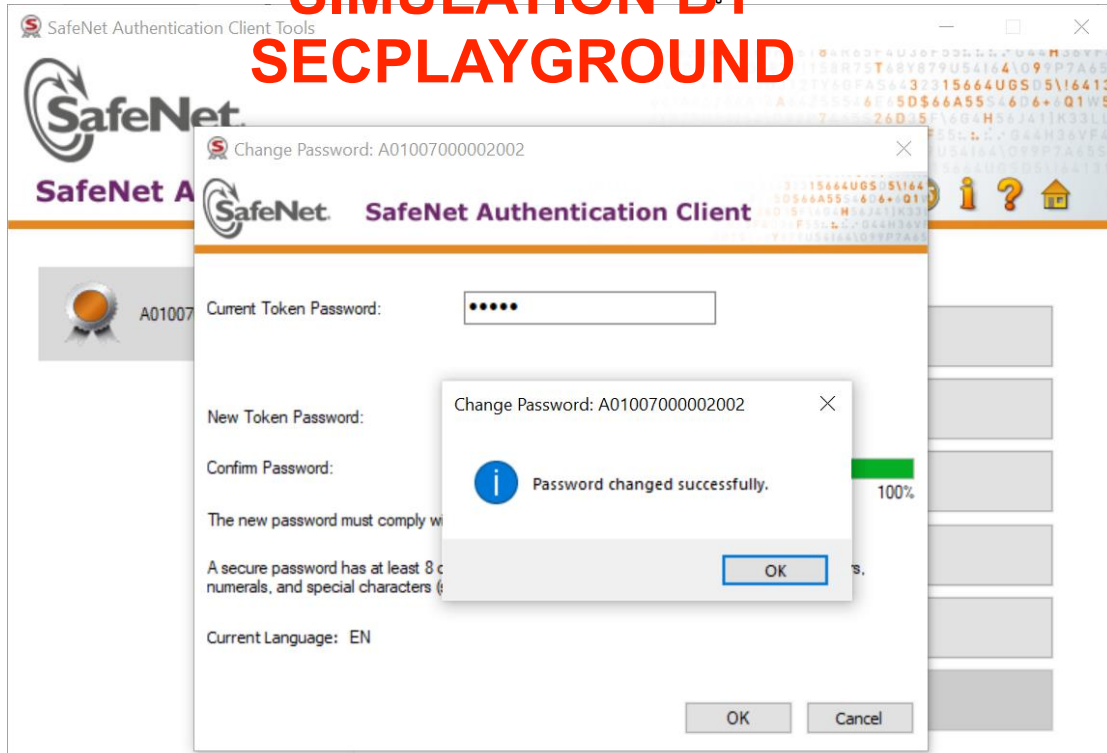 SIMULATION BY
SafeNet Authentication Client Tools
SECPLAYGROUND
SafeNet.
SafeNet A
Change Password: A01007000002002
SafeNet.
SafeNet Authentication Client
A01007
Current Token Password:
New Token Password:
Confirm Password:
100%
The new password must comply wi
A secure password has at least 8 c
rs,
numerals, and special characters (
Current Language: EN
Change Password: A01007000002002
Password changed successfully.
OK
OK
Cancel